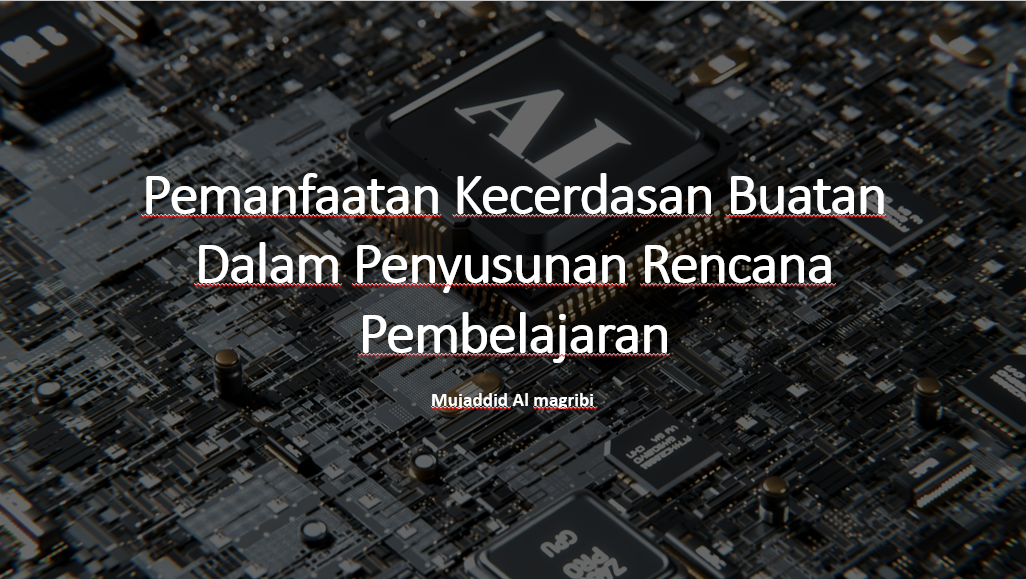 AI
Pemanfaatan Kecerdasan Buatan
Dalam Penyusunan Rencana
Pembelajaran
Mujaddid Al magribi